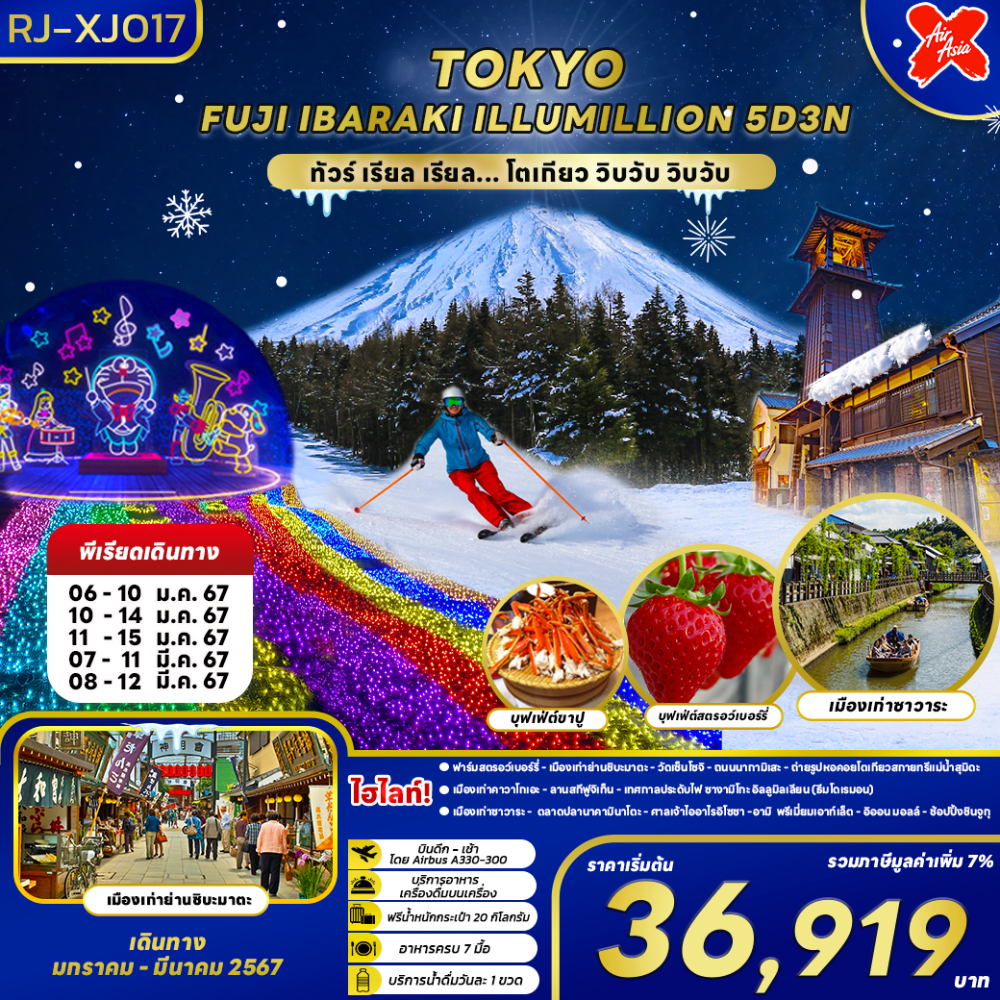 RJ-XJ017
Air
Asia
X
TOKYO
FUJI IBARAKI ILLUMILLION 5D3N
ทัวร์ เรียล เรียล... โตเกียว วิบวับ วิบวับ
พีเรียดเดินทาง
06 - 10 ม.ค. 67
10 - 14 ม.ค. 67
11 - 15 ม.ค. 67
07 - 11 มี.ค. 67
08 - 12 มี.ค. 67
บุฟเฟ่ต์ขาปู
บุฟเฟ่ต์สตรอว์เบอร์รี่
เมืองเก่าซาวาระ
เมืองเก่าย่านชิบะมาตะ
เดินทาง
มกราคม - มีนาคม 2567
ไฮไลท์!
ฟาร์มสตรอว์เบอร์รี่ - เมืองเก่าย่านชิบะมาตะ - วัดเซ็นโซจิ - ถนนนากามิเสะ - ถ่ายรูปหอคอยโตเกียวสกายทรีแม่น้ำสุมิดะ
เมืองเก่าคาวาโกเอะ - ลานสกีฟูจิเท็น - เทศกาลประดับไฟ ซางามิโกะ อิลลูมิลเลียน (ธีมโดเรมอน)
เมืองเก่าซาวาระ - ตลาดปลานาคามินาโตะ - ศาลเจ้าโออาไรอิโซซา - อามิ พรีเมี่ยมเอาท์เล็ต - อิออน มอลล์ - ช้อปปิ้งชินจูกุ
บินดึก - เช้า
โดย Airbus A330-300
บริการอาหาร
เครื่องดื่มบนเครื่อง
ฟรีน้ำหนักกระเป๋า 20 กิโลกรัม
อาหารครบ 7 มื้อ
บริการน้ำดื่มวันละ 1 ขวด
ราคาเริ่มต้น
รวมภาษีมูลค่าเพิ่ม 7%
36,919
บาท